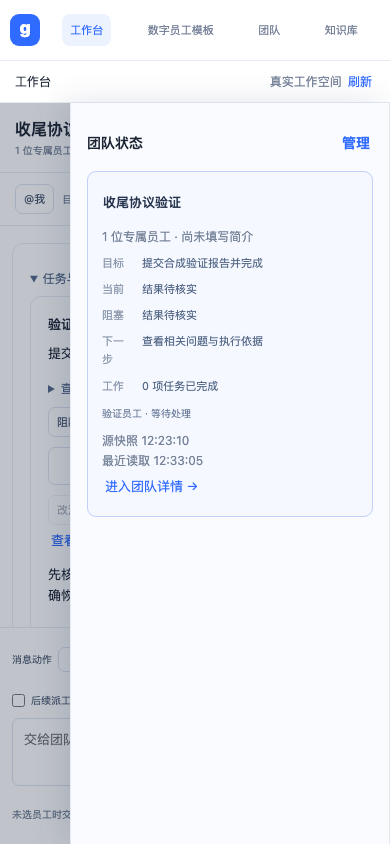 g 工作台 数字员工模板 团队 知识库
工作台 真实工作空间 刷新
收尾协议
1 位专属员工
@我
任务与
验证
提交
阻
改
查看
先核
确恢
消息动作
后续派工
交给团队
未选员工时交
团队状态 管理
收尾协议验证
1 位专属员工 · 尚未填写简介
目标 提交合成验证报告并完成
当前 结果待核实
阻塞 结果待核实
下一步 查看相关问题与执行依据
工作 0 项任务已完成
验证员工 · 等待处理
源快照 12:23:10
最近读取 12:33:05
进入团队详情 →